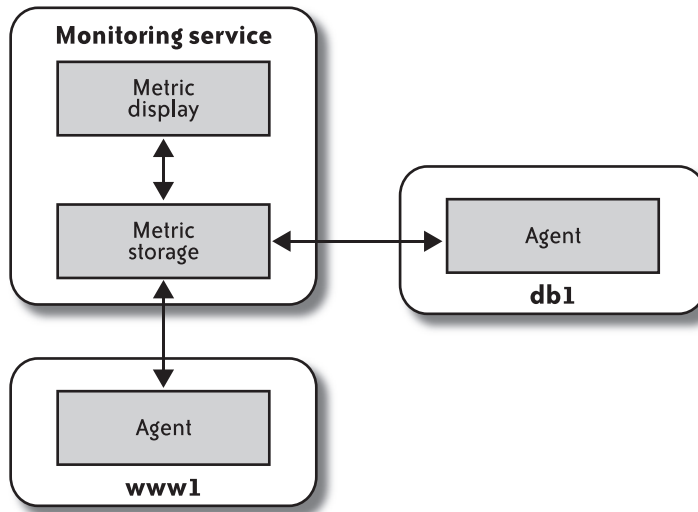 Monitoring service
Metric
display
Metric
storage
Agent
db1
Agent
www1